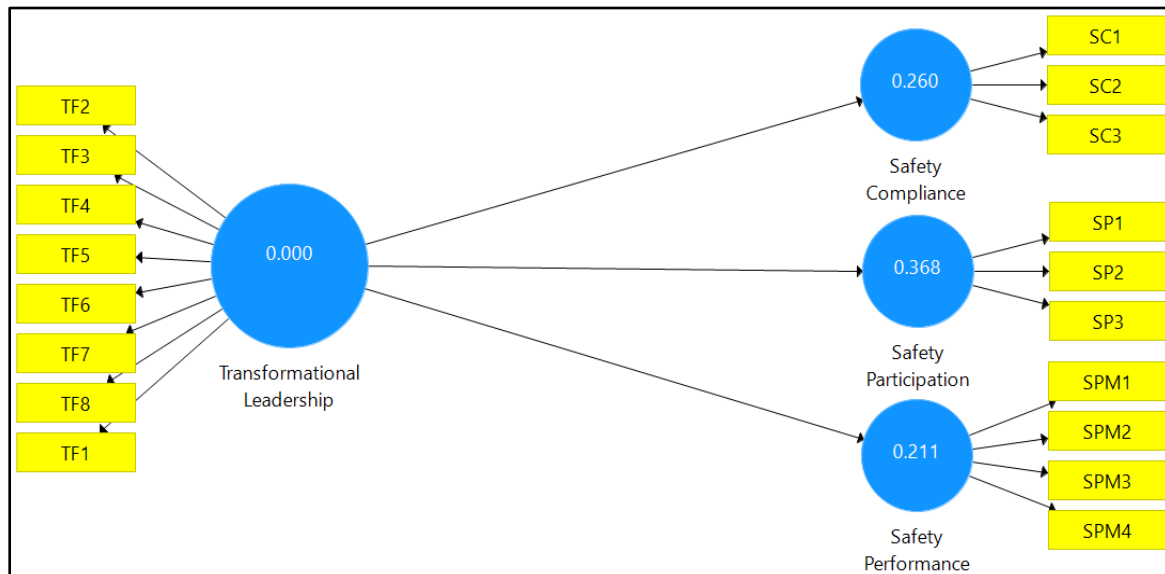 TF2
TF3
TF4
TF5
TF6
TF7
TF8
TF1
0.000
Transformational
Leadership
0.260
Safety
Compliance
SC1
SC2
SC3
0.368
Safety
Participation
SP1
SP2
SP3
0.211
Safety
Performance
SPM1
SPM2
SPM3
SPM4